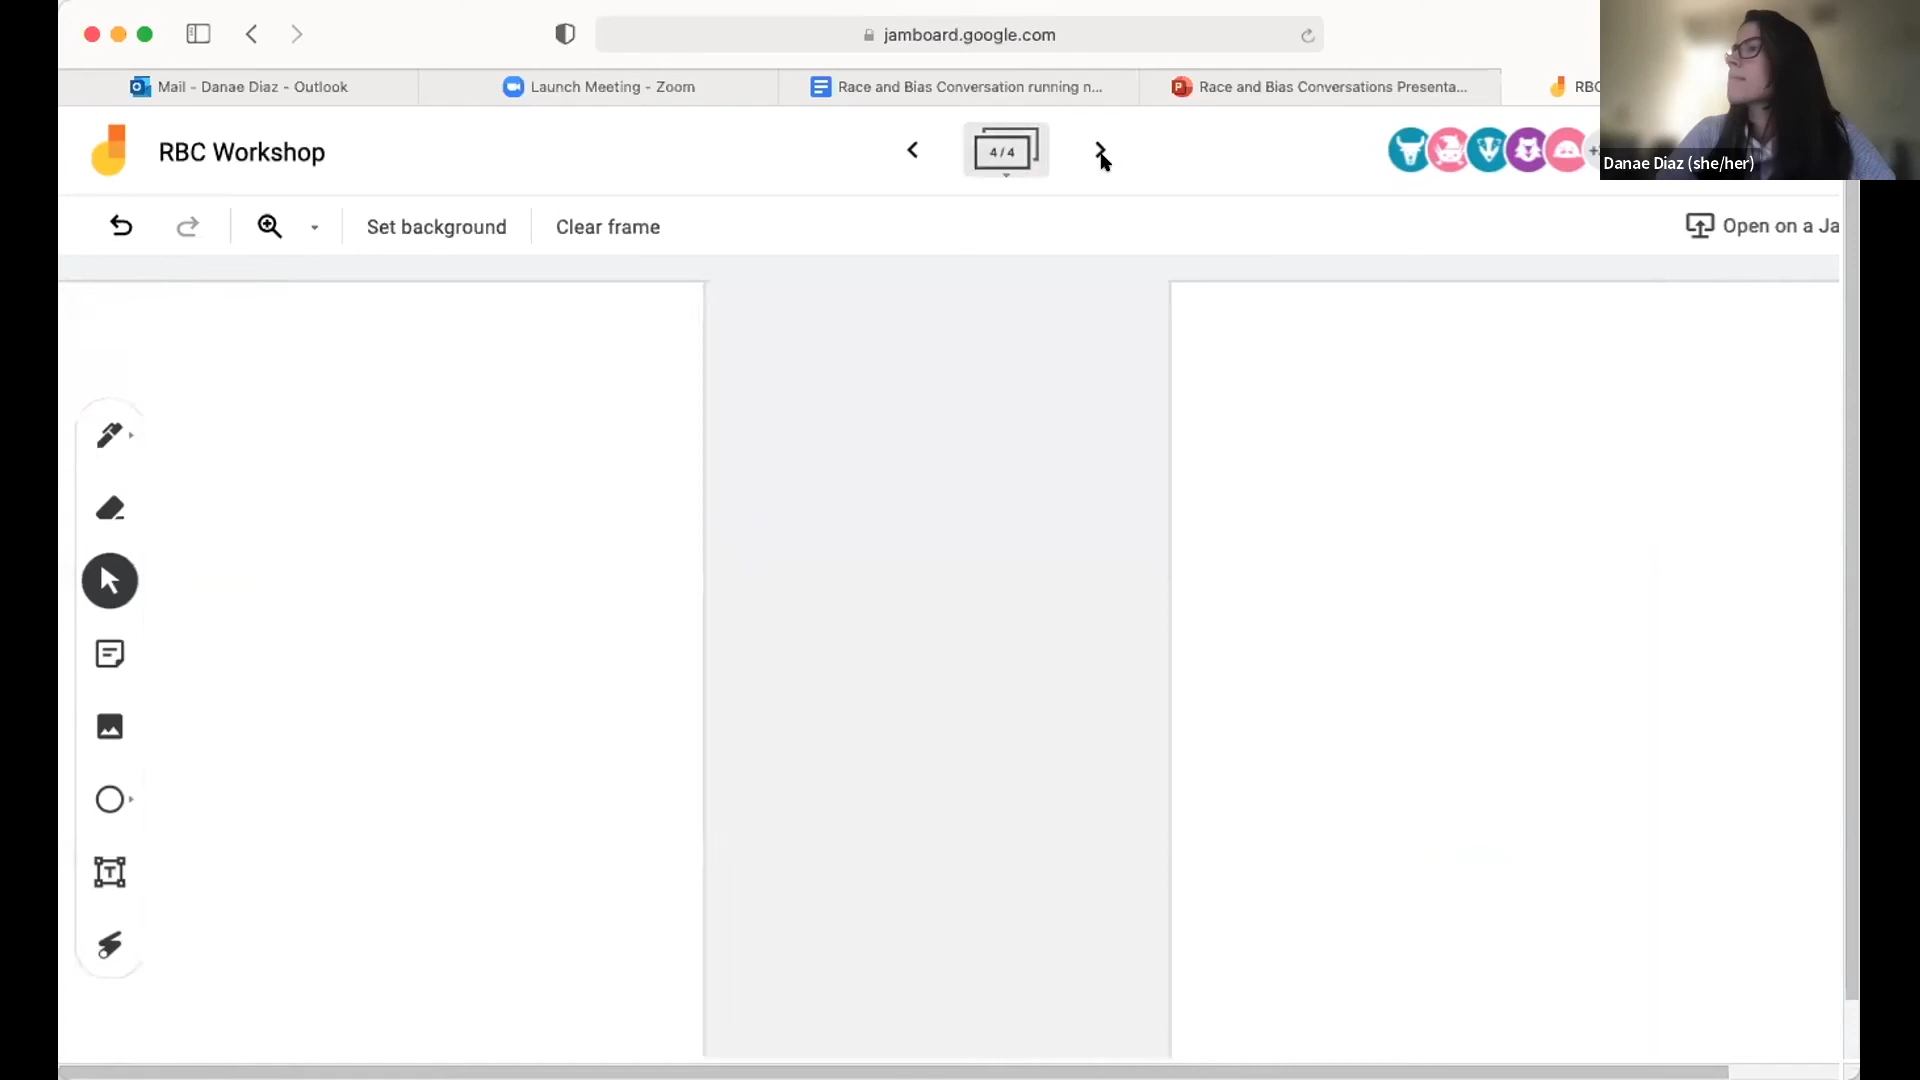 jamboard.google.com
Mail - Danae Diaz - Outlook
Launch Meeting - Zoom
Race and Bias Conversation running n...
Race and Bias Conversations Presenta...
RBC
RBC Workshop
4 / 4
Danae Diaz (she/her)
Set background
Clear frame
Open on a Ja